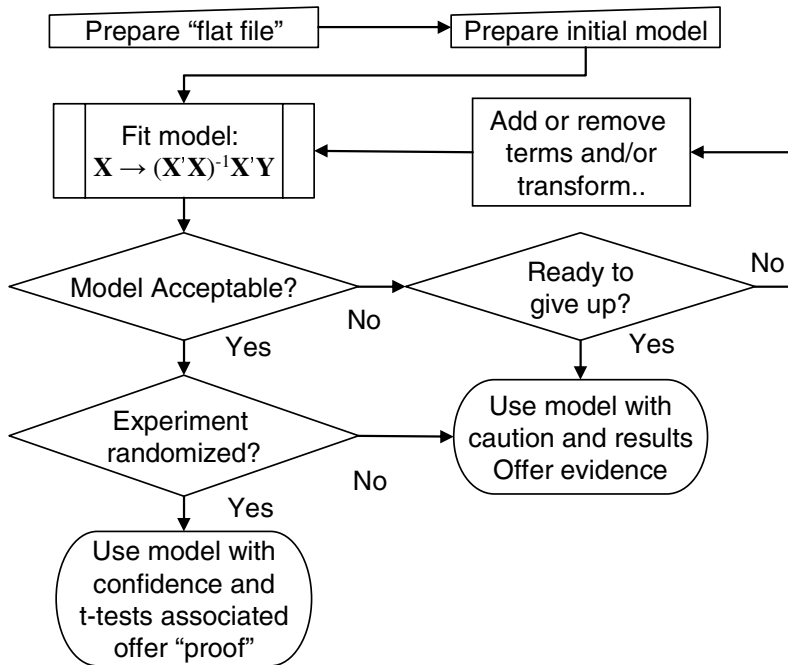 Prepare “flat file”
Prepare initial model
Fit model:
X → (X'X)-1X'Y
Add or remove
terms and/or
transform..
Model Acceptable?
No
Ready to
give up?
No
Yes
Yes
Experiment
randomized?
No
Use model with
caution and results
Offer evidence
Yes
Use model with
confidence and
t-tests associated
offer “proof”